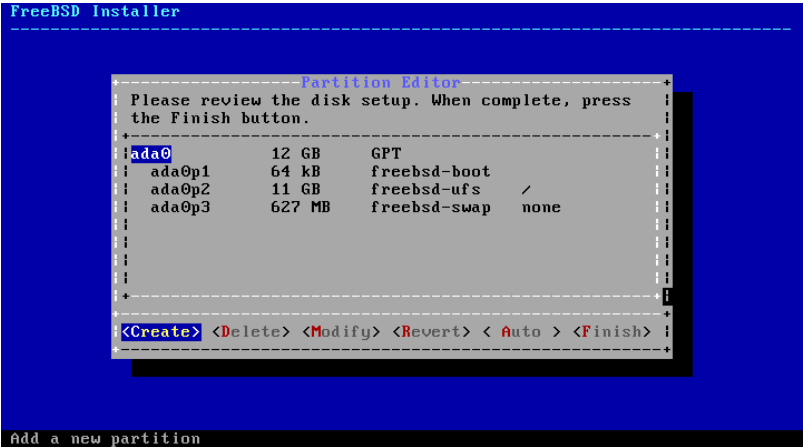 FreeBSD Installer
Partition Editor
Please review the disk setup. When complete, press
the Finish button.
ada0 12 GB GPT
ada0p1 64 kB freebsd-boot
ada0p2 11 GB freebsd-ufs /
ada0p3 627 MB freebsd-swap none
<Create> <Delete> <Modify> <Revert> < Auto > <Finish>
Add a new partition